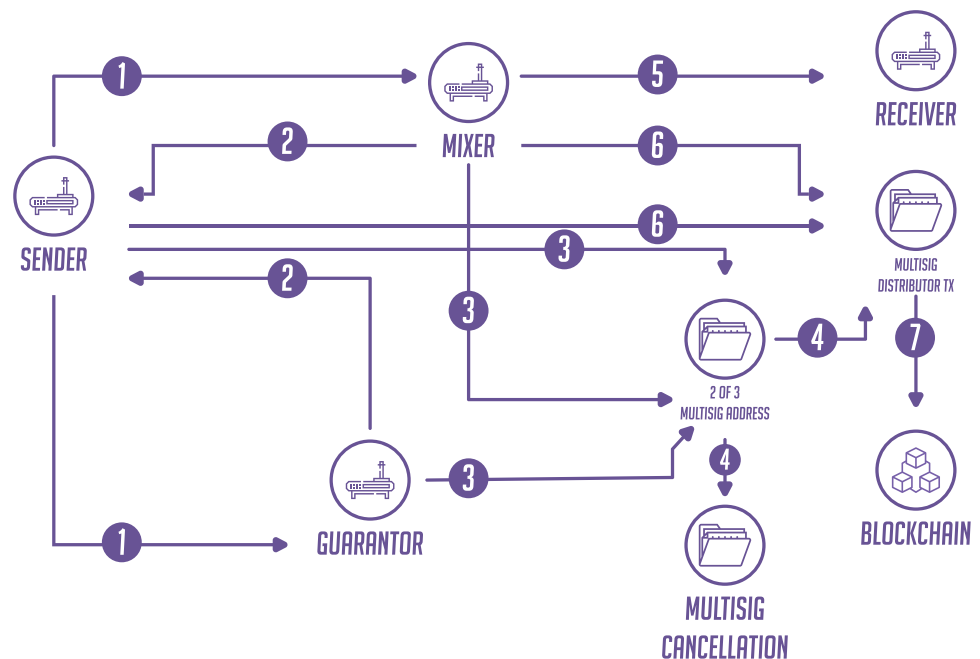 RECEIVER
1
5
MIXER
2
6
SENDER
6
MULTISIG
DISTRIBUTOR TX
3
2
3
4
7
2 OF 3
MULTISIG ADDRESS
4
3
GUARANTOR
1
BLOCKCHAIN
MULTISIG
CANCELLATION